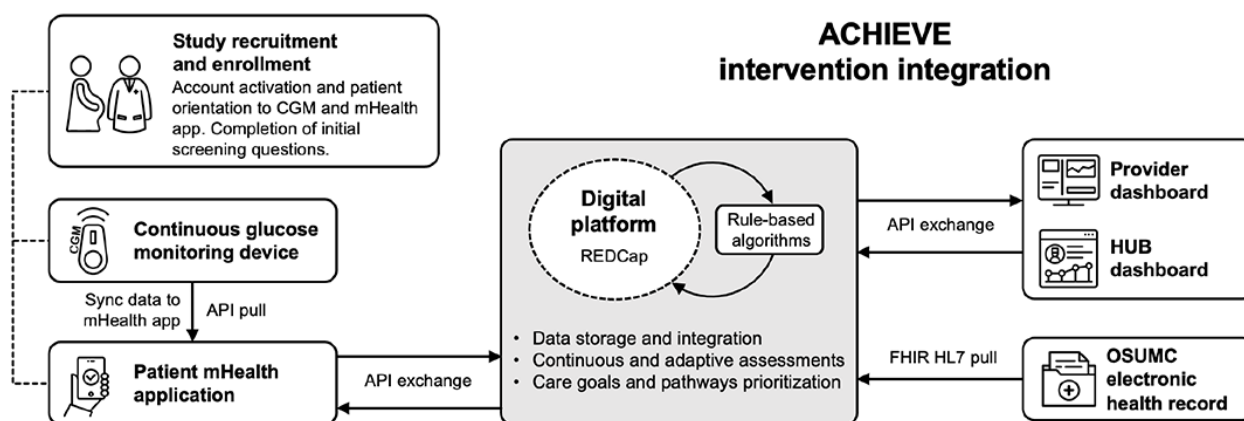 Study recruitment
and enrollment
Account activation and patient
orientation to CGM and mHealth
app. Completion of initial
screening questions.
ACHIEVE
intervention integration
CGM
Continuous glucose
monitoring device
Sync data to
mHealth app
API pull
Patient mHealth
application
API exchange
Digital
platform
REDCap
Rule-based
algorithms
• Data storage and integration
• Continuous and adaptive assessments
• Care goals and pathways prioritization
API exchange
Provider
dashboard
HUB
dashboard
FHIR HL7 pull
OSUMC
electronic
health record